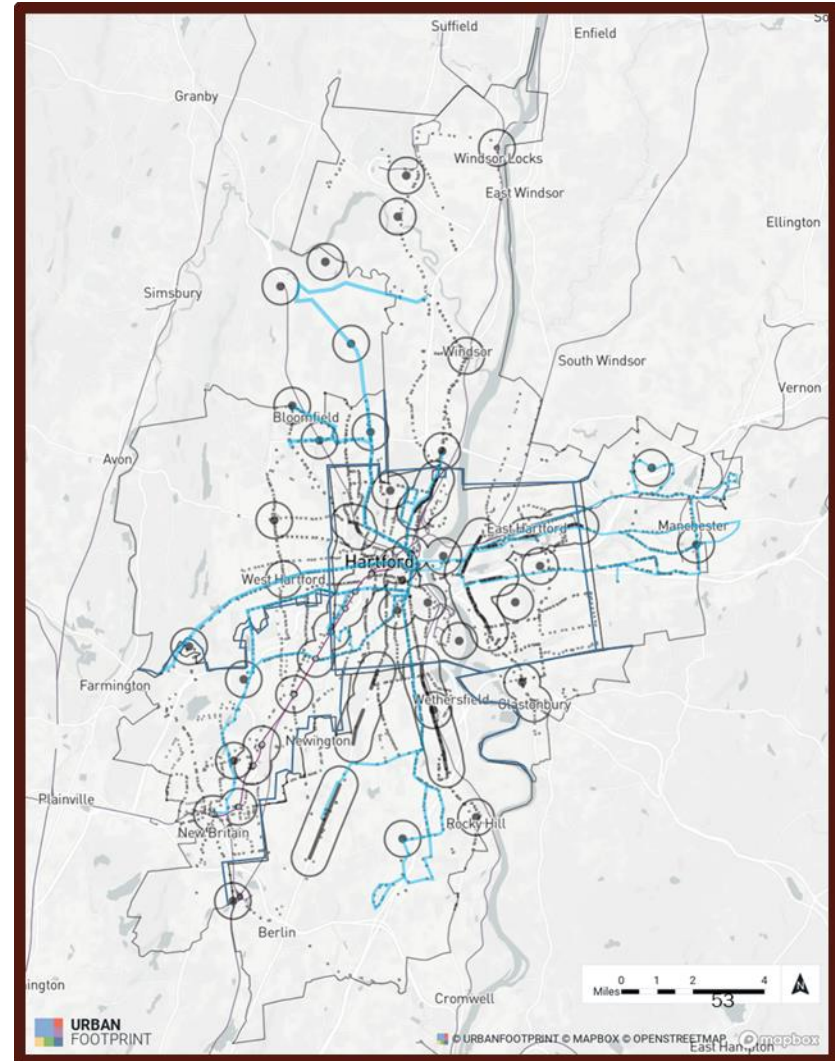 Suffield
So
Enfield
Granby
Windsor Locks
East Windsor
Ellington
Simsbury
Windsor
South Windsor
Vernon
Bloomfield
Avon
East Hartford
Manchester
Hartford
West Hartford
Farmington
Wethersfield
Glastonbury
Newington
Plainville
Rocky Hill
New Britain
Berlin
ington
Miles 0 1 2 4
53
N
Cromwell
URBAN
FOOTPRINT
© URBANFOOTPRINT © MAPBOX © OPENSTREETMAP
mapbox
East Hampton